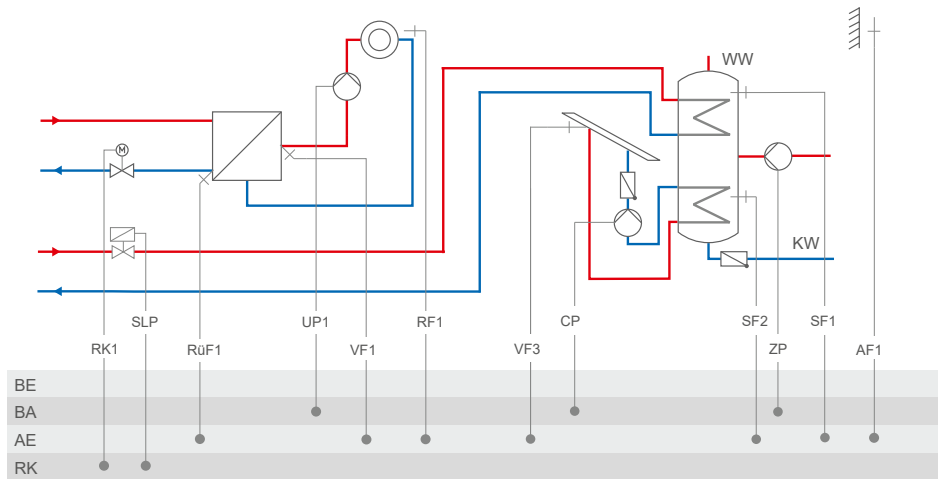 WW
M
KW
SLP
UP1
RF1
CP
SF2
SF1
RK1
RüF1
VF1
VF3
ZP
AF1
BE
BA
AE
RK